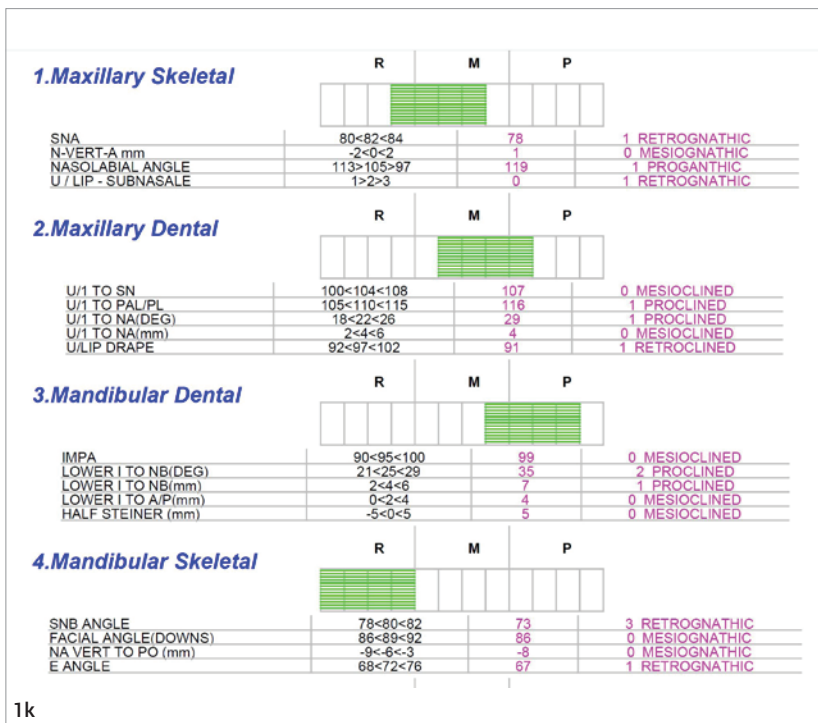 R M P
1.Maxillary Skeletal
SNA 80<82<84 78 1 RETROGNATHIC
N-VERT-A mm -2<0<2 1 0 MESIOGNATHIC
NASOLABIAL ANGLE 113>105>97 119 1 PROGANTHIC
U / LIP - SUBNASALE 1>2>3 0 1 RETROGNATHIC
R M P
2.Maxillary Dental
U/1 TO SN 100<104<108 107 0 MESIOCLINED
U/1 TO PAL/PL 105<110<115 116 1 PROCLINED
U/1 TO NA(DEG) 18<22<26 29 1 PROCLINED
U/1 TO NA(mm) 2<4<6 4 0 MESIOCLINED
U/LIP DRAPE 92<97<102 91 1 RETROCLINED
R M P
3.Mandibular Dental
IMPA 90<95<100 99 0 MESIOCLINED
LOWER I TO NB(DEG) 21<25<29 35 2 PROCLINED
LOWER I TO NB(mm) 2<4<6 7 1 PROCLINED
LOWER I TO A/P(mm) 0<2<4 4 0 MESIOCLINED
HALF STEINER (mm) -5<0<5 5 0 MESIOCLINED
R M P
4.Mandibular Skeletal
SNB ANGLE 78<80<82 73 3 RETROGNATHIC
FACIAL ANGLE(DOWNS) 86<89<92 86 0 MESIOGNATHIC
NA VERT TO PO (mm) -9<-6<-3 -8 0 MESIOGNATHIC
E ANGLE 68<72<76 67 1 RETROGNATHIC
1k